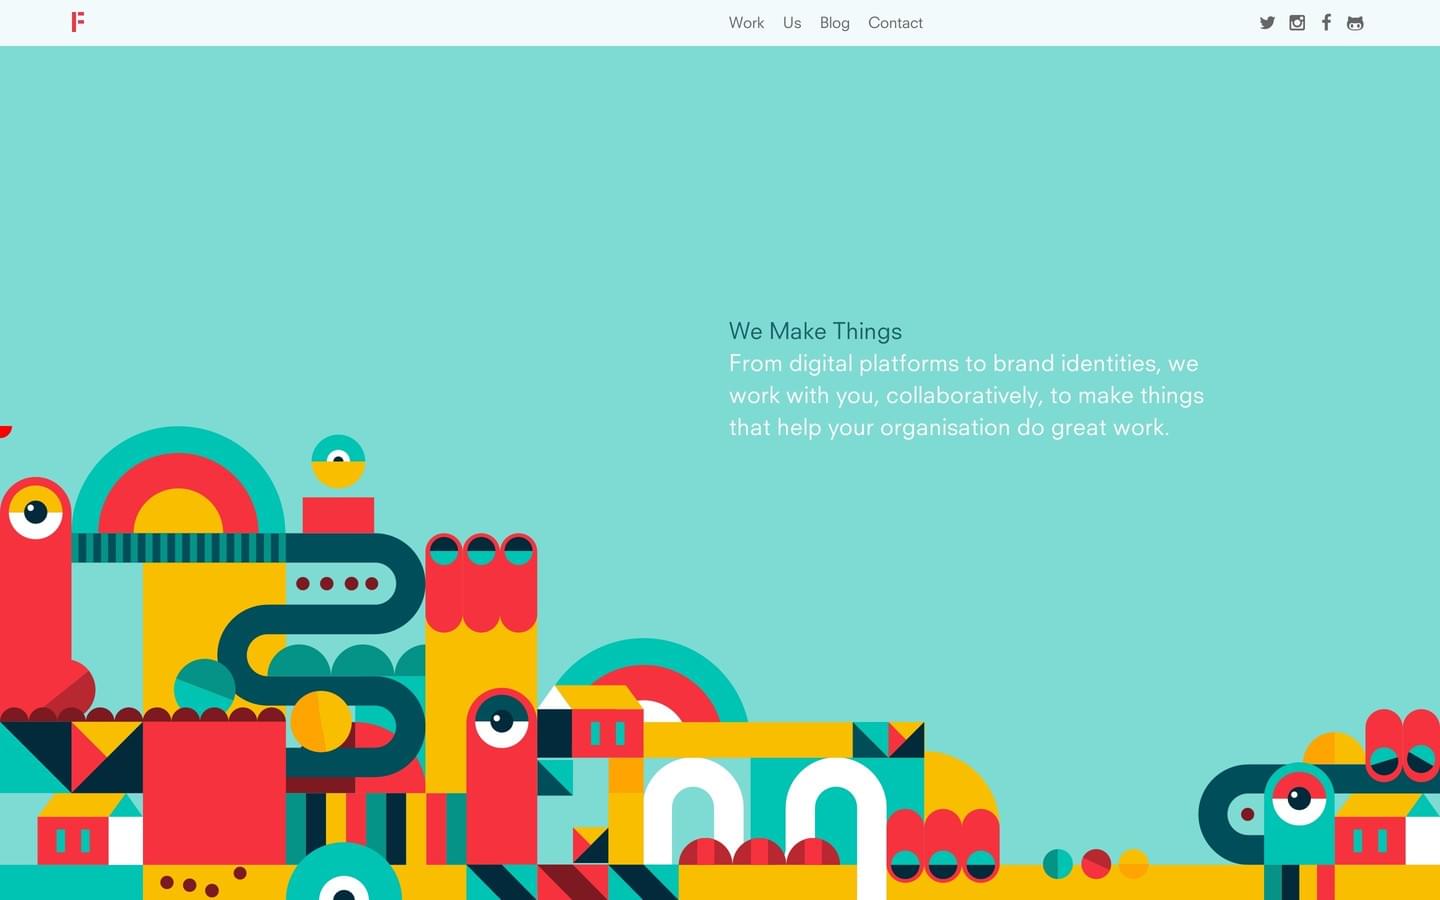 F
Work Us Blog Contact
We Make Things
From digital platforms to brand identities, we
work with you, collaboratively, to make things
that help your organisation do great work.